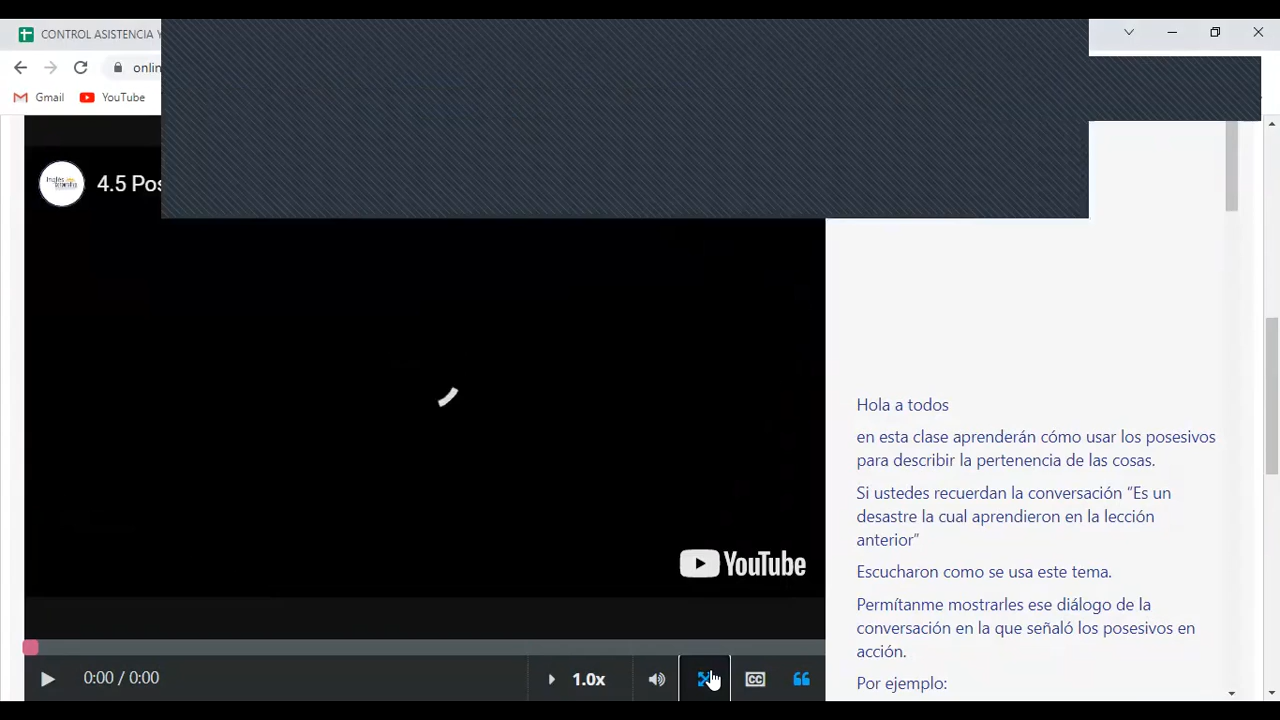 CONTROL ASISTENCIA Y
onlin
Gmail
YouTube
4.5 Pos
YouTube
0:00 / 0:00
1.0x
CC
Hola a todos
en esta clase aprenderán cómo usar los posesivos
para describir la pertenencia de las cosas.
Si ustedes recuerdan la conversación “Es un
desastre la cual aprendieron en la lección
anterior”
Escucharon como se usa este tema.
Permítanme mostrarles ese diálogo de la
conversación en la que señaló los posesivos en
acción.
Por ejemplo: